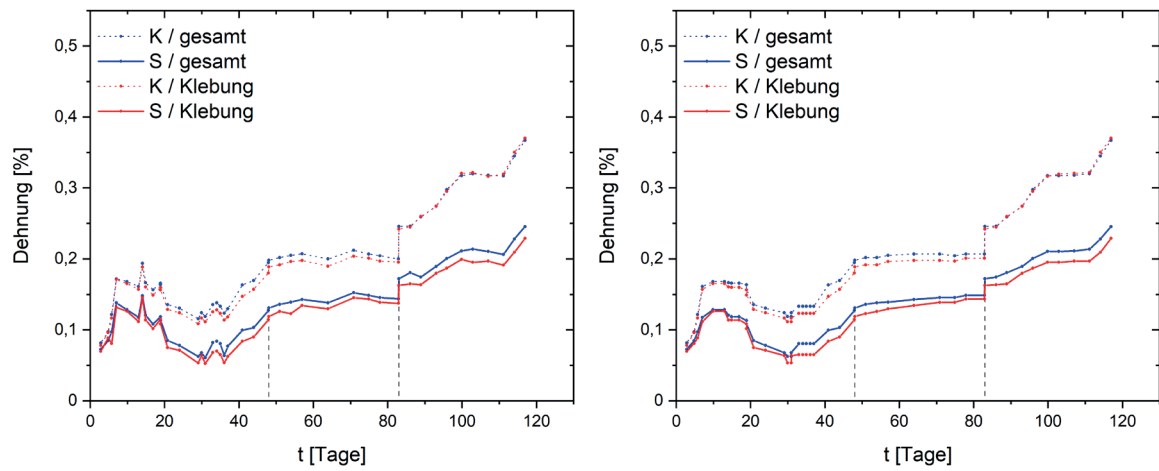 0,5
0,4
0,3
0,2
0,1
0
Dehnung [%]
K / gesamt
S / gesamt
K / Klebung
S / Klebung
0 20 40 60 80 100 120
t [Tage]
0,5
0,4
0,3
0,2
0,1
0
Dehnung [%]
K / gesamt
S / gesamt
K / Klebung
S / Klebung
0 20 40 60 80 100 120
t [Tage]